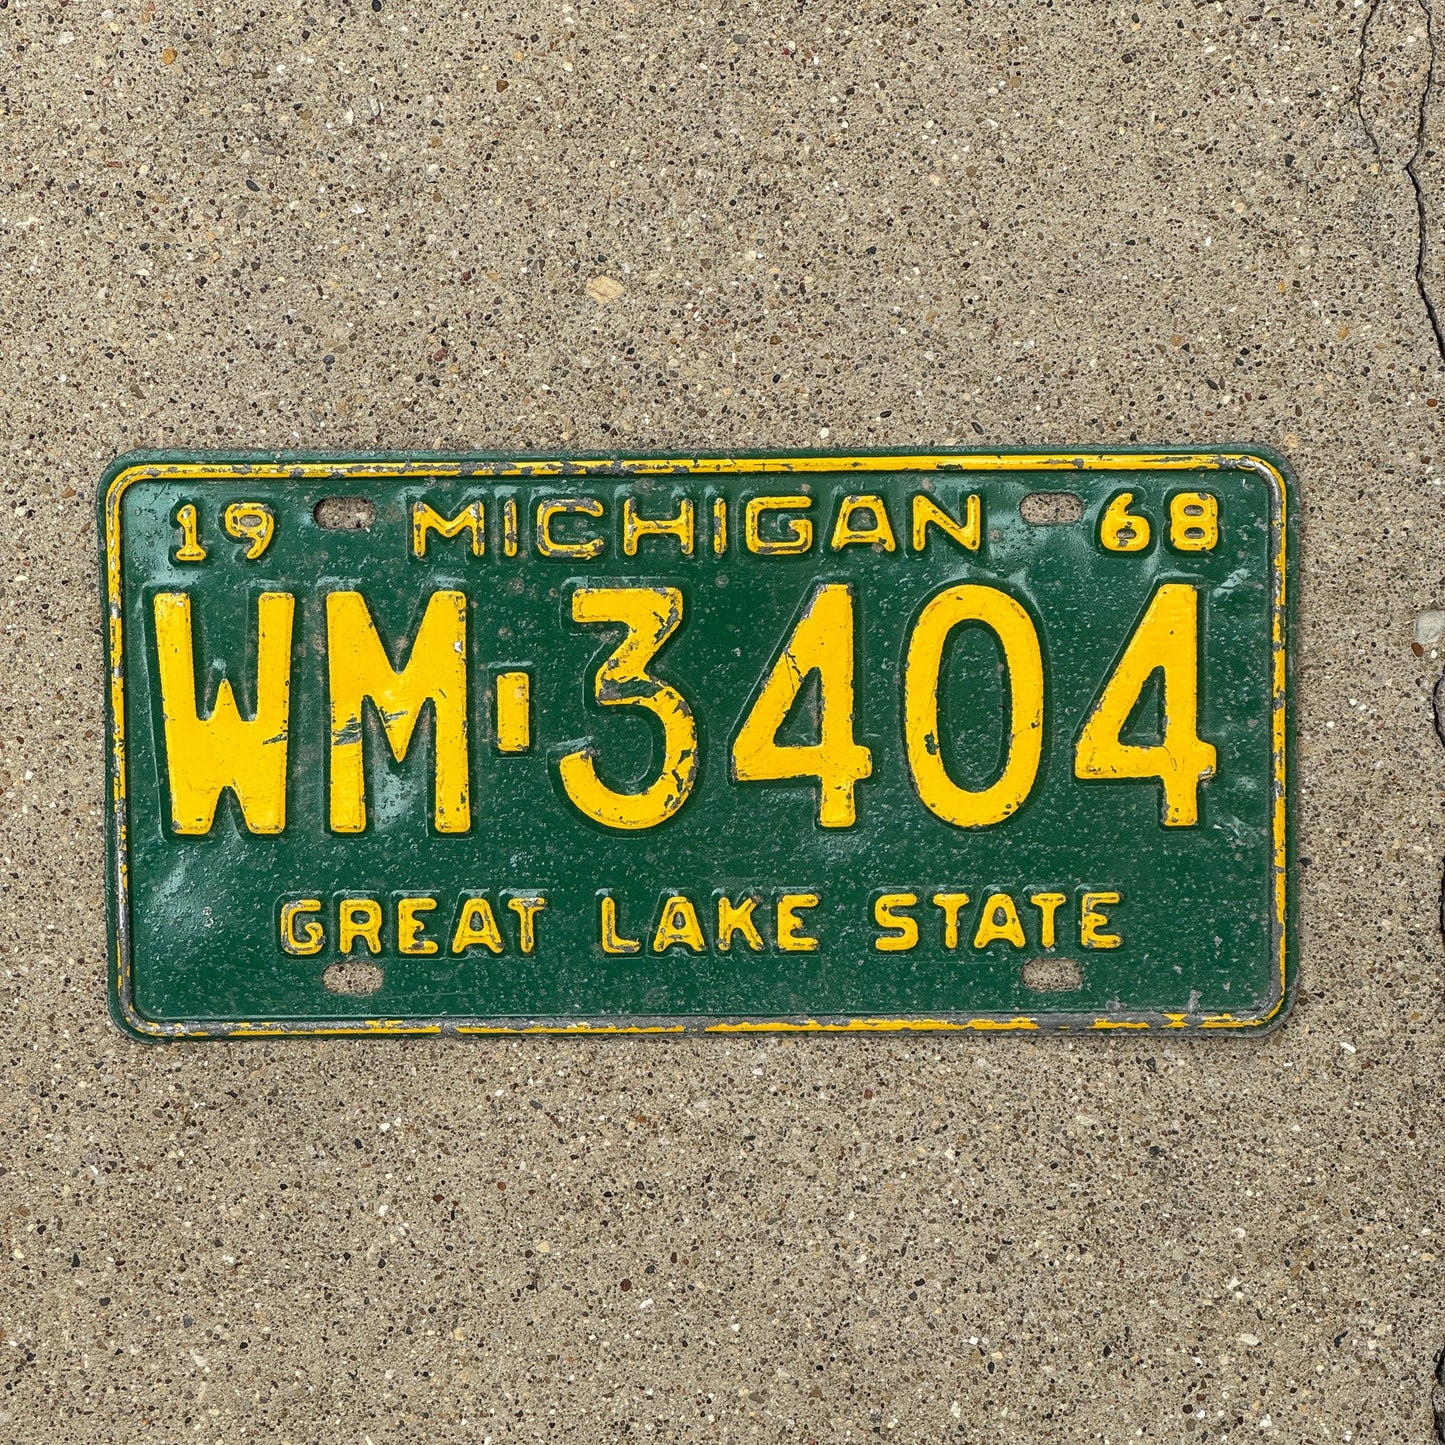 19 MICHIGAN 68
WM-3404
GREAT LAKE STATE